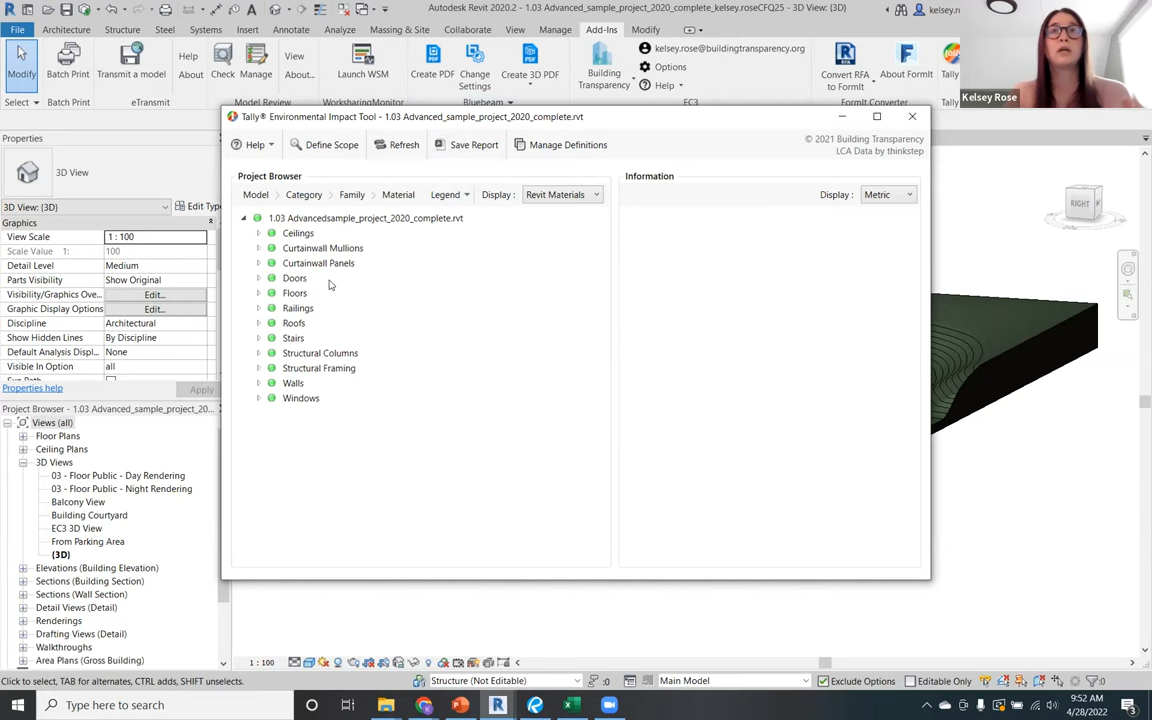 Autodesk Revit 2020.2 - 1.03 Advanced_sample_project_2020_complete_kelsey.roseCFQ25 - 3D View: {3D}
kelsey.ro
File
Architecture
Structure
Steel
Systems
Insert
Annotate
Analyze
Massing & Site
Collaborate
View
Manage
Add-Ins
Modify
Modify
Batch Print
Transmit a model
Help
About
Check
Manage
View
About...
Launch WSM
Create PDF
Change Settings
Create 3D PDF
Building Transparency
kelsey.rose@buildingtransparency.org
Options
Help
Convert RFA to FormIt
About FormIt
Tally
Select
Batch Print
eTransmit
Model Review
WorksharingMonitor
Bluebeam
EC3
FormIt Converter
Kelsey Rose
Properties
3D View
3D View: {3D}
Edit Type
Graphics
View Scale 1 : 100
Scale Value 1: 100
Detail Level Medium
Parts Visibility Show Original
Visibility/Graphics Ove... Edit...
Graphic Display Options Edit...
Discipline Architectural
Show Hidden Lines By Discipline
Default Analysis Displ... None
Visible In Option all
Properties help
Apply
Project Browser - 1.03 Advanced_sample_project_20...
Views (all)
Floor Plans
Ceiling Plans
3D Views
03 - Floor Public - Day Rendering
03 - Floor Public - Night Rendering
Balcony View
Building Courtyard
EC3 3D View
From Parking Area
{3D}
Elevations (Building Elevation)
Sections (Building Section)
Sections (Wall Section)
Detail Views (Detail)
Renderings
Drafting Views (Detail)
Walkthroughs
Area Plans (Gross Building)
Tally® Environmental Impact Tool - 1.03 Advanced_sample_project_2020_complete.rvt
Help
Define Scope
Refresh
Save Report
Manage Definitions
© 2021 Building Transparency
LCA Data by thinkstep
Project Browser
Model
Category
Family
Material
Legend
Display :
Revit Materials
1.03 Advancedsample_project_2020_complete.rvt
Ceilings
Curtainwall Mullions
Curtainwall Panels
Doors
Floors
Railings
Roofs
Stairs
Structural Columns
Structural Framing
Walls
Windows
Information
Display :
Metric
RIGHT
1 : 100
Click to select, TAB for alternates, CTRL adds, SHIFT unselects.
Structure (Not Editable)
:0
Main Model
Exclude Options
Editable Only
:0
Type here to search
9:52 AM
4/28/2022
3